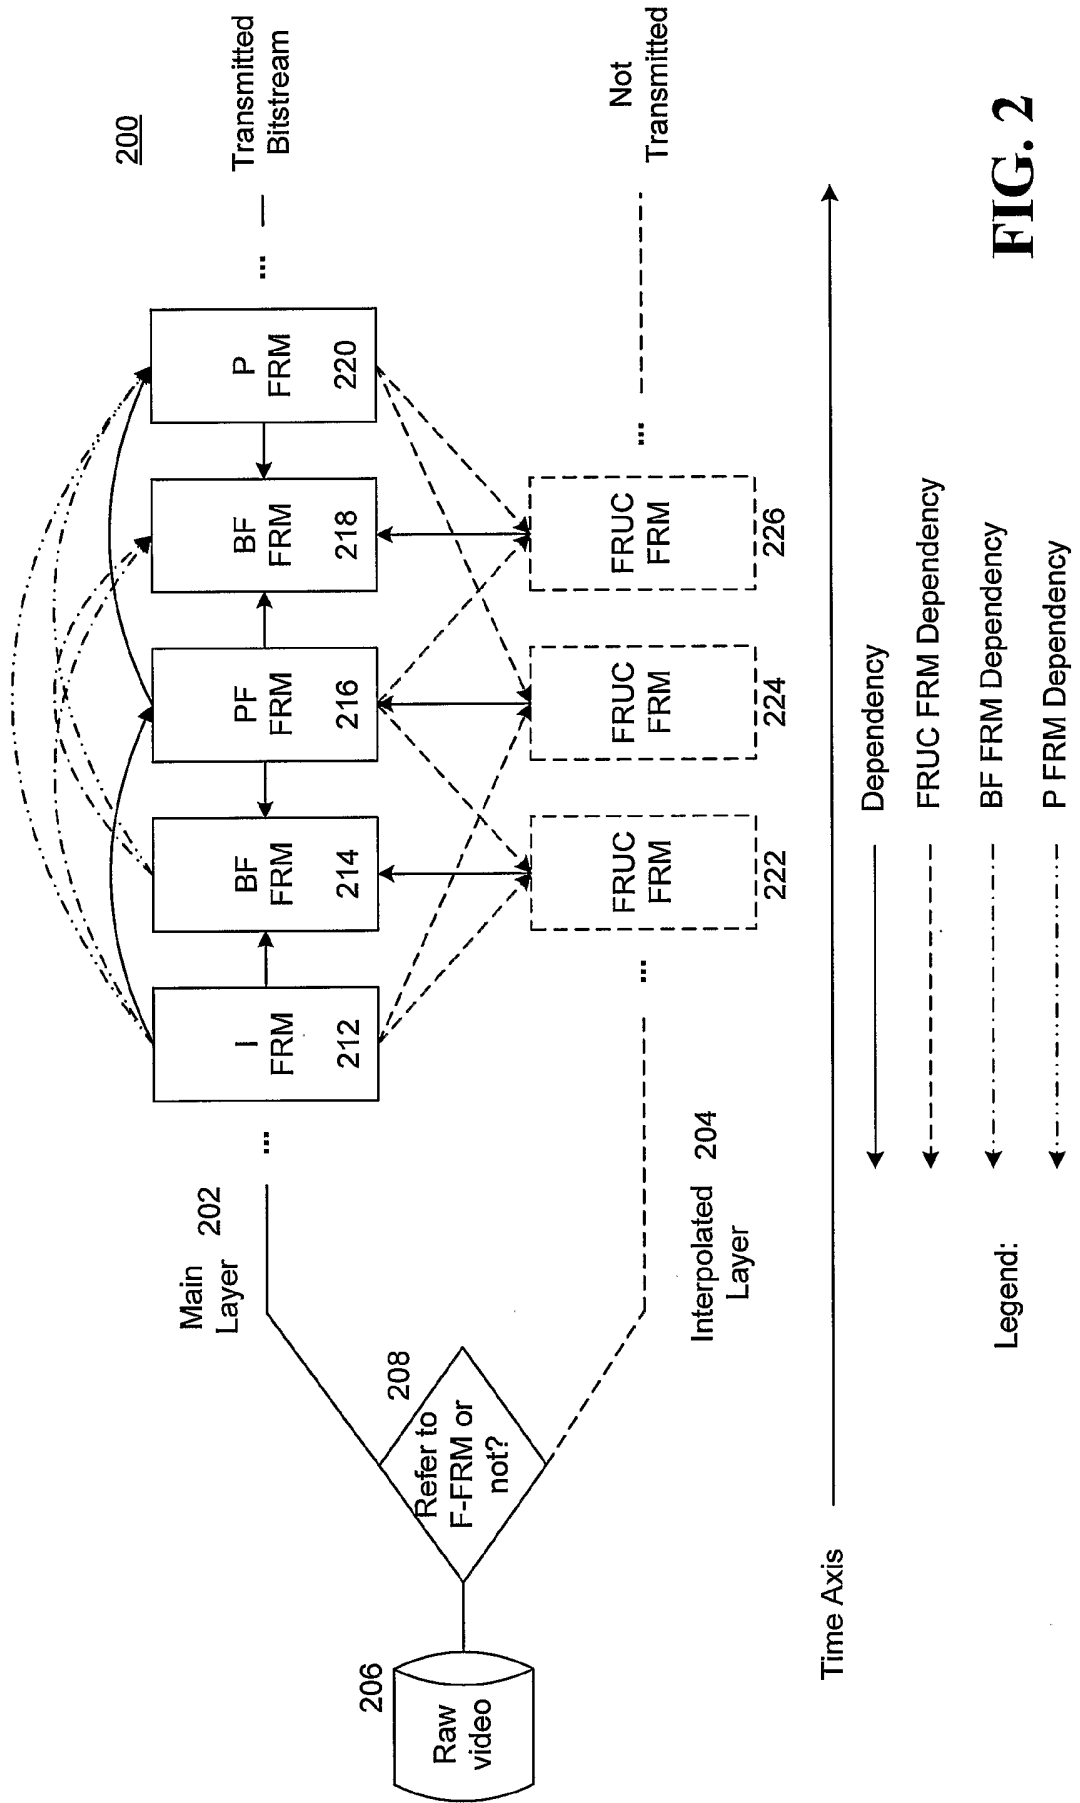 200
Transmitted
Bitstream
Main
Layer
202
...
I
FRM
212
BF
FRM
214
PF
FRM
216
BF
FRM
218
P
FRM
220
...
206
Raw
video
208
Refer to
F-FRM or
not?
Interpolated
Layer
204
...
FRUC
FRM
222
FRUC
FRM
224
FRUC
FRM
226
...
Not
Transmitted
Time Axis
Legend:
Dependency
FRUC FRM Dependency
BF FRM Dependency
P FRM Dependency
FIG. 2